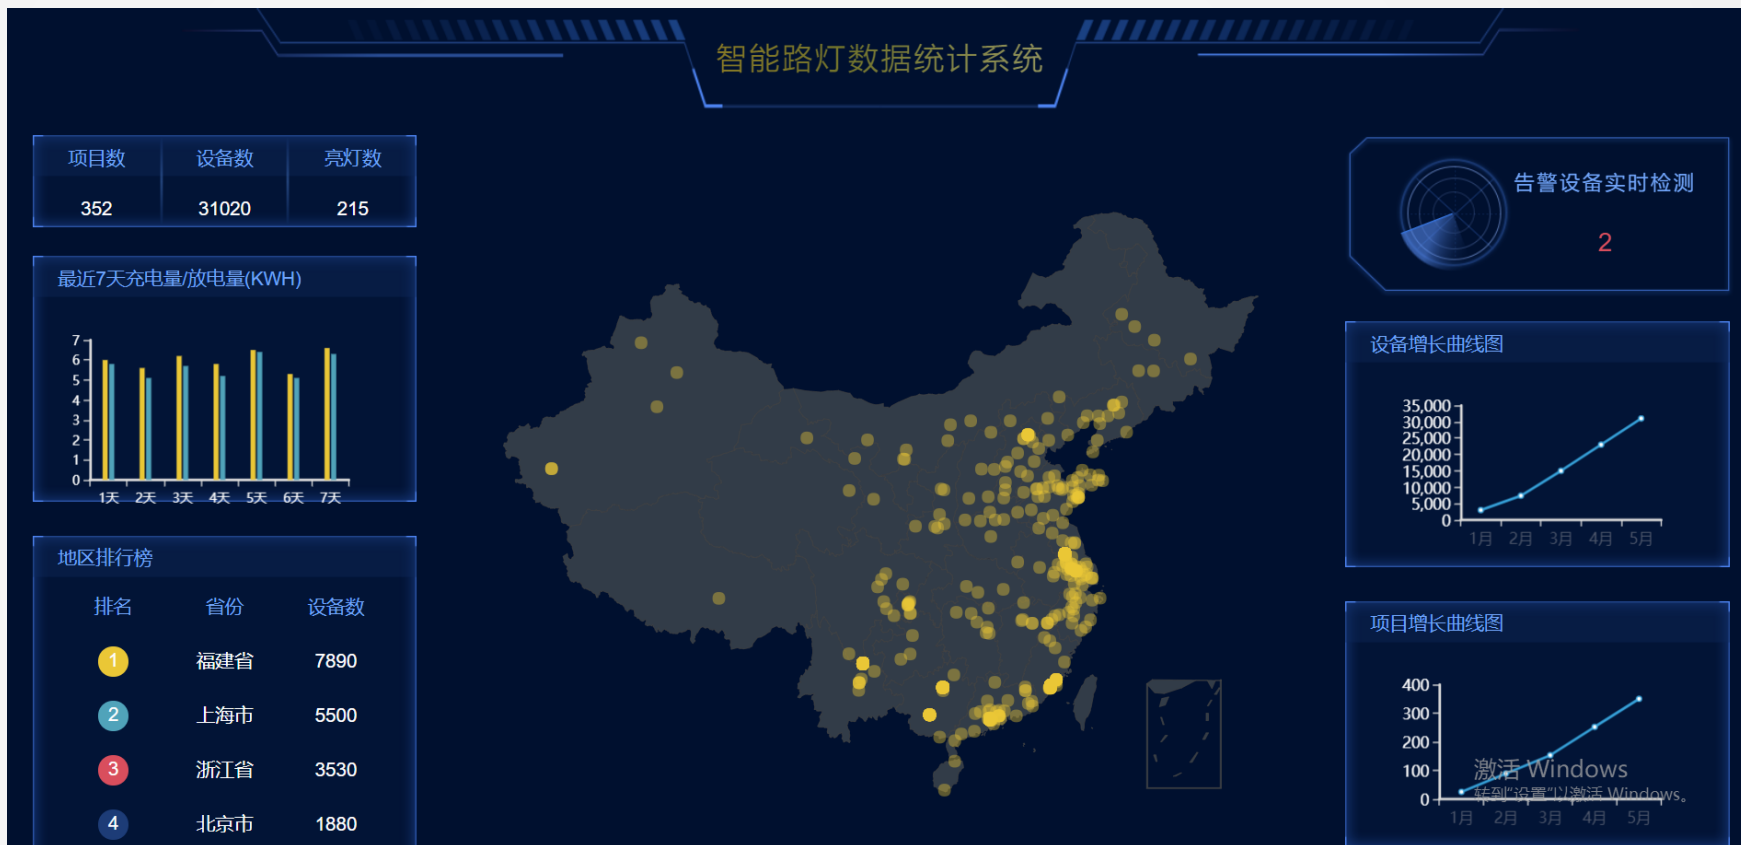 智能路灯数据统计系统
项目数 设备数 亮灯数
352 31020 215
最近7天充电量/放电量(KWH)
7
6
5
4
3
2
1
0
1天 2天 3天 4天 5天 6天 7天
地区排行榜
排名 省份 设备数
1 福建省 7890
2 上海市 5500
3 浙江省 3530
4 北京市 1880
告警设备实时检测
2
设备增长曲线图
35,000
30,000
25,000
20,000
15,000
10,000
5,000
0
1月 2月 3月 4月 5月
项目增长曲线图
400
300
200
100
0
1月 2月 3月 4月 5月
激活 Windows
转到“设置”以激活 Windows。